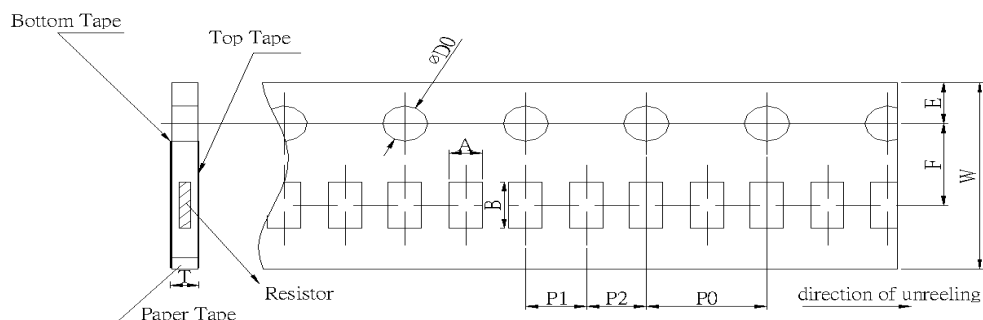 Bottom Tape
Top Tape
øD0
E
A
F
W
B
T
Resistor
P1
P2
P0
direction of unreeling
Paper Tape